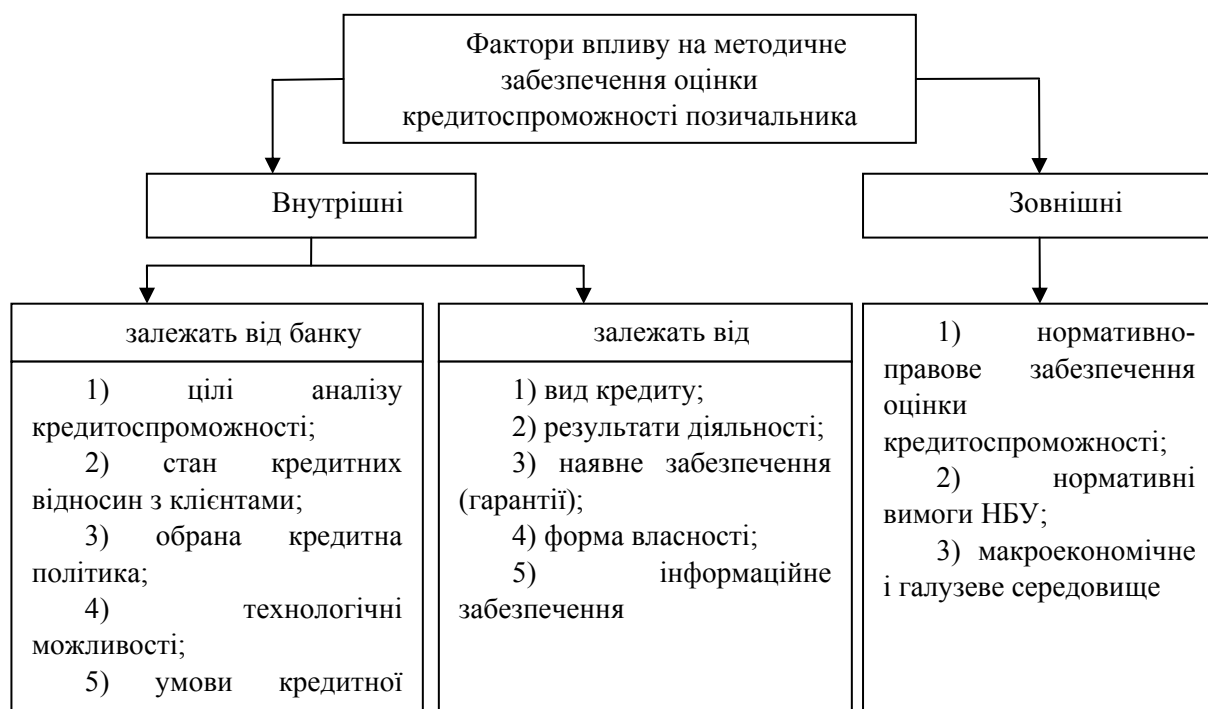 Фактори впливу на методичне
забезпечення оцінки
кредитоспроможності позичальника
Внутрішні
Зовнішні
залежать від банку
1) цілі аналізу
кредитоспроможності;
2) стан кредитних
відносин з клієнтами;
3) обрана кредитна
політика;
4) технологічні
можливості;
5) умови кредитної
залежать від
1) вид кредиту;
2) результати діяльності;
3) наявне забезпечення
(гарантії);
4) форма власності;
5) інформаційне
забезпечення
1) нормативно-
правове забезпечення
оцінки
кредитоспроможності;
2) нормативні
вимоги НБУ;
3) макроекономічне
і галузеве середовище